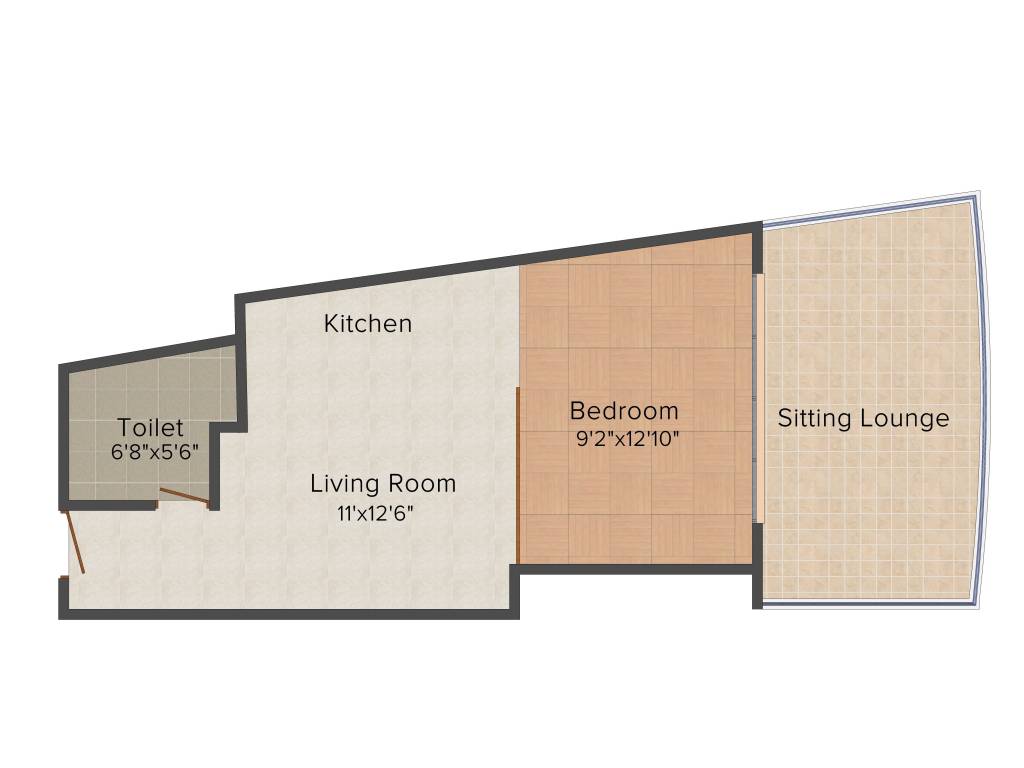 Kitchen
Toilet
6'8"x5'6"
Living Room
11'x12'6"
Bedroom
9'2"x12'10"
Sitting Lounge